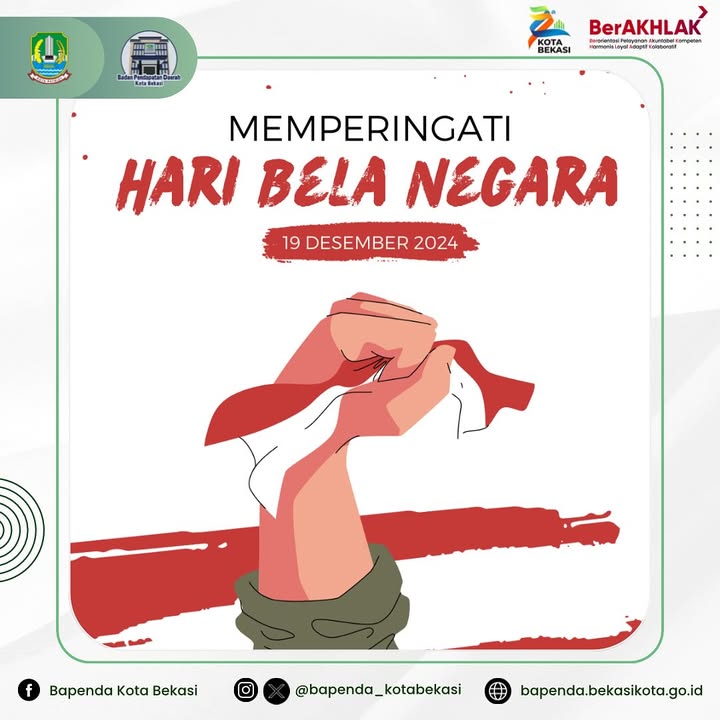 Badan Pendapatan Daerah
Kota Bekasi
KOTA
BEKASI
BerAKHLAK
Berorientasi Pelayanan Akuntabel Kompeten
Harmonis Loyal Adaptif Kolaboratif
MEMPERINGATI
HARI BELA NEGARA
19 DESEMBER 2024
Bapenda Kota Bekasi
@bapenda_kotabekasi
bapenda.bekasikota.go.id